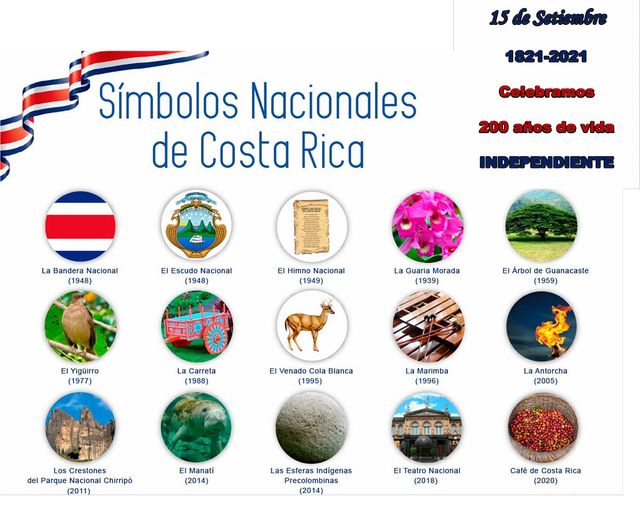 15 de Setiembre
1821-2021
Celebramos
200 años de vida
INDEPENDIENTE
Símbolos Nacionales
de Costa Rica
La Bandera Nacional
(1948)
El Escudo Nacional
(1948)
El Himno Nacional
(1949)
La Guaria Morada
(1939)
El Árbol de Guanacaste
(1959)
El Yigüirro
(1977)
La Carreta
(1988)
El Venado Cola Blanca
(1995)
La Marimba
(1996)
La Antorcha
(2005)
Los Crestones
del Parque Nacional Chirripó
(2011)
El Manatí
(2014)
Las Esferas Indígenas
Precolombinas
(2014)
El Teatro Nacional
(2018)
Café de Costa Rica
(2020)